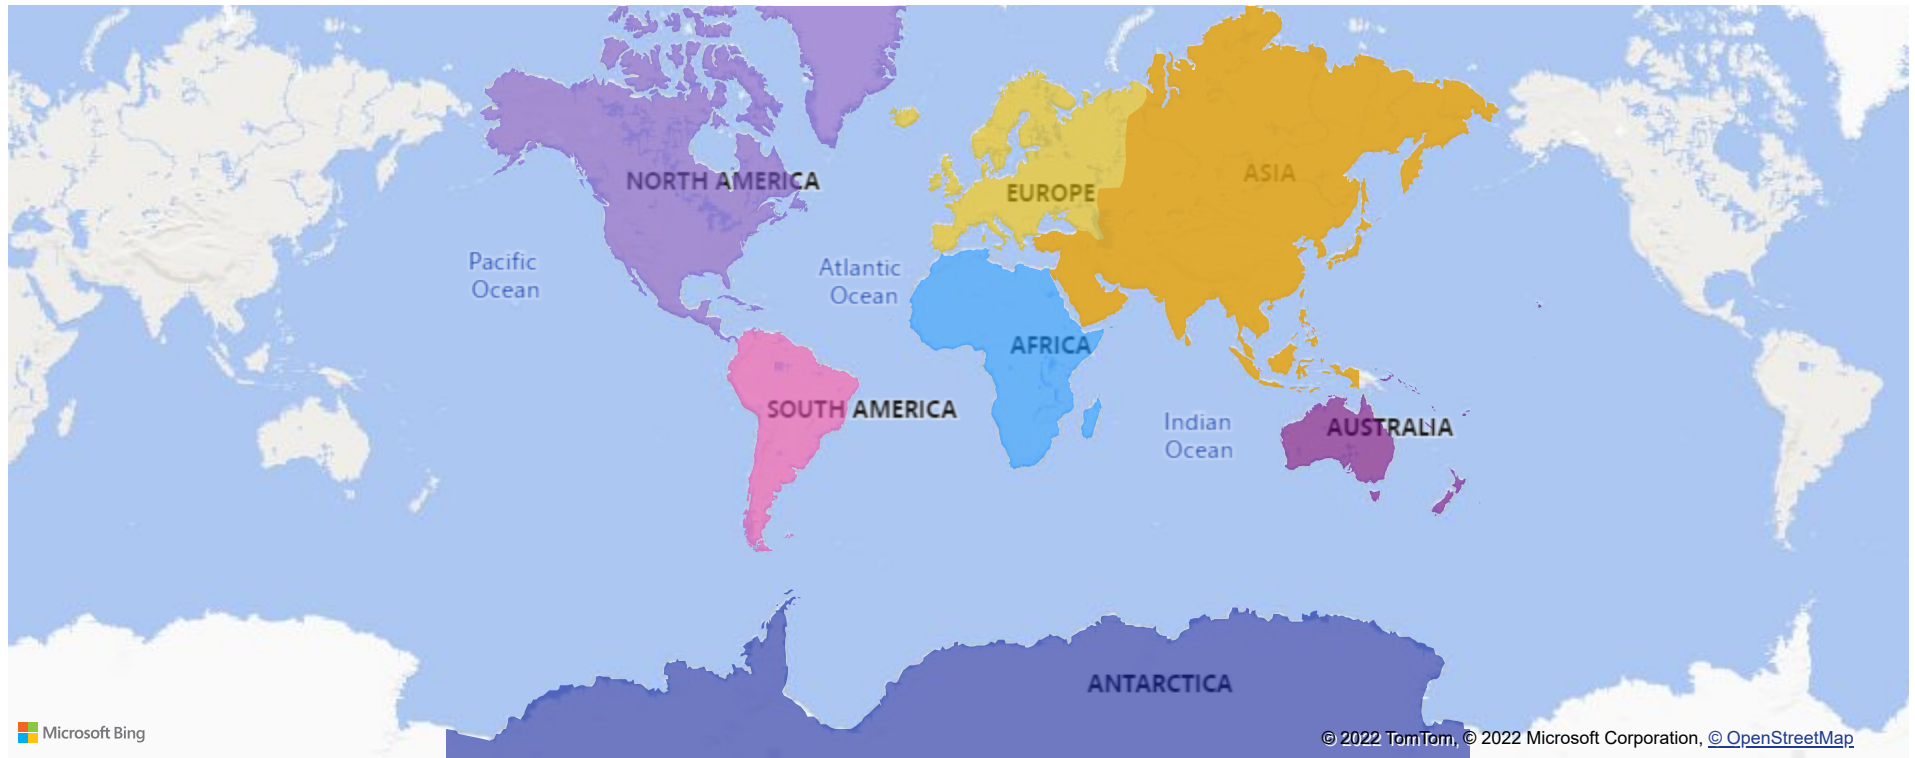 ASIA
NORTH AMERICA
EUROPE
Pacific
Ocean
Atlantic
Ocean
AFRICA
SOUTH AMERICA
Indian
Ocean
AUSTRALIA
ANTARCTICA
Microsoft Bing
© 2022 TomTom, © 2022 Microsoft Corporation, © OpenStreetMap